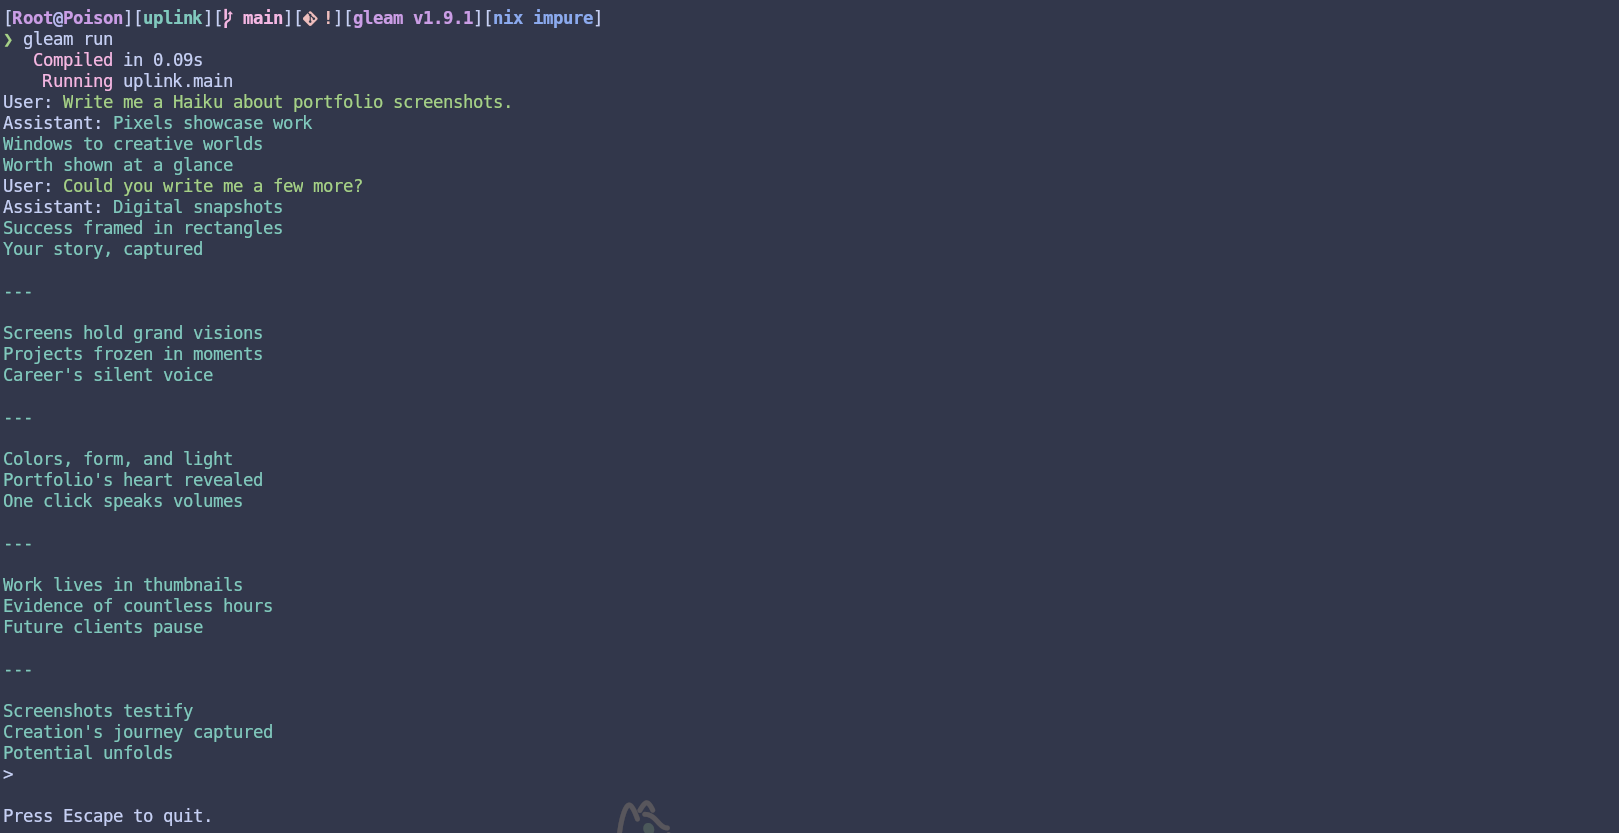 [Root@Poison][uplink][ main][ !][gleam v1.9.1][nix impure]
❯ gleam run
   Compiled in 0.09s
    Running uplink.main
User: Write me a Haiku about portfolio screenshots.
Assistant: Pixels showcase work
Windows to creative worlds
Worth shown at a glance
User: Could you write me a few more?
Assistant: Digital snapshots
Success framed in rectangles
Your story, captured
---
Screens hold grand visions
Projects frozen in moments
Career's silent voice
---
Colors, form, and light
Portfolio's heart revealed
One click speaks volumes
---
Work lives in thumbnails
Evidence of countless hours
Future clients pause
---
Screenshots testify
Creation's journey captured
Potential unfolds
>
Press Escape to quit.